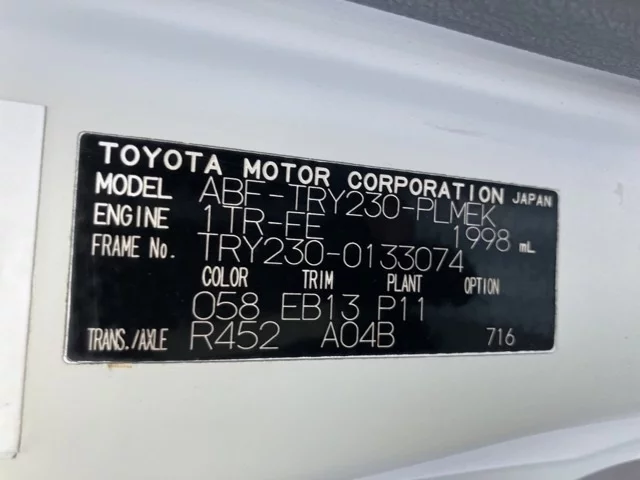 TOYOTA MOTOR CORPORATION JAPAN
MODEL ABF-TRY230-PLMEK
ENGINE 1TR-FE 1998 mL
FRAME No. TRY230-0133074
COLOR TRIM PLANT OPTION
058 EB13 P11
TRANS./AXLE R452 A04B 716